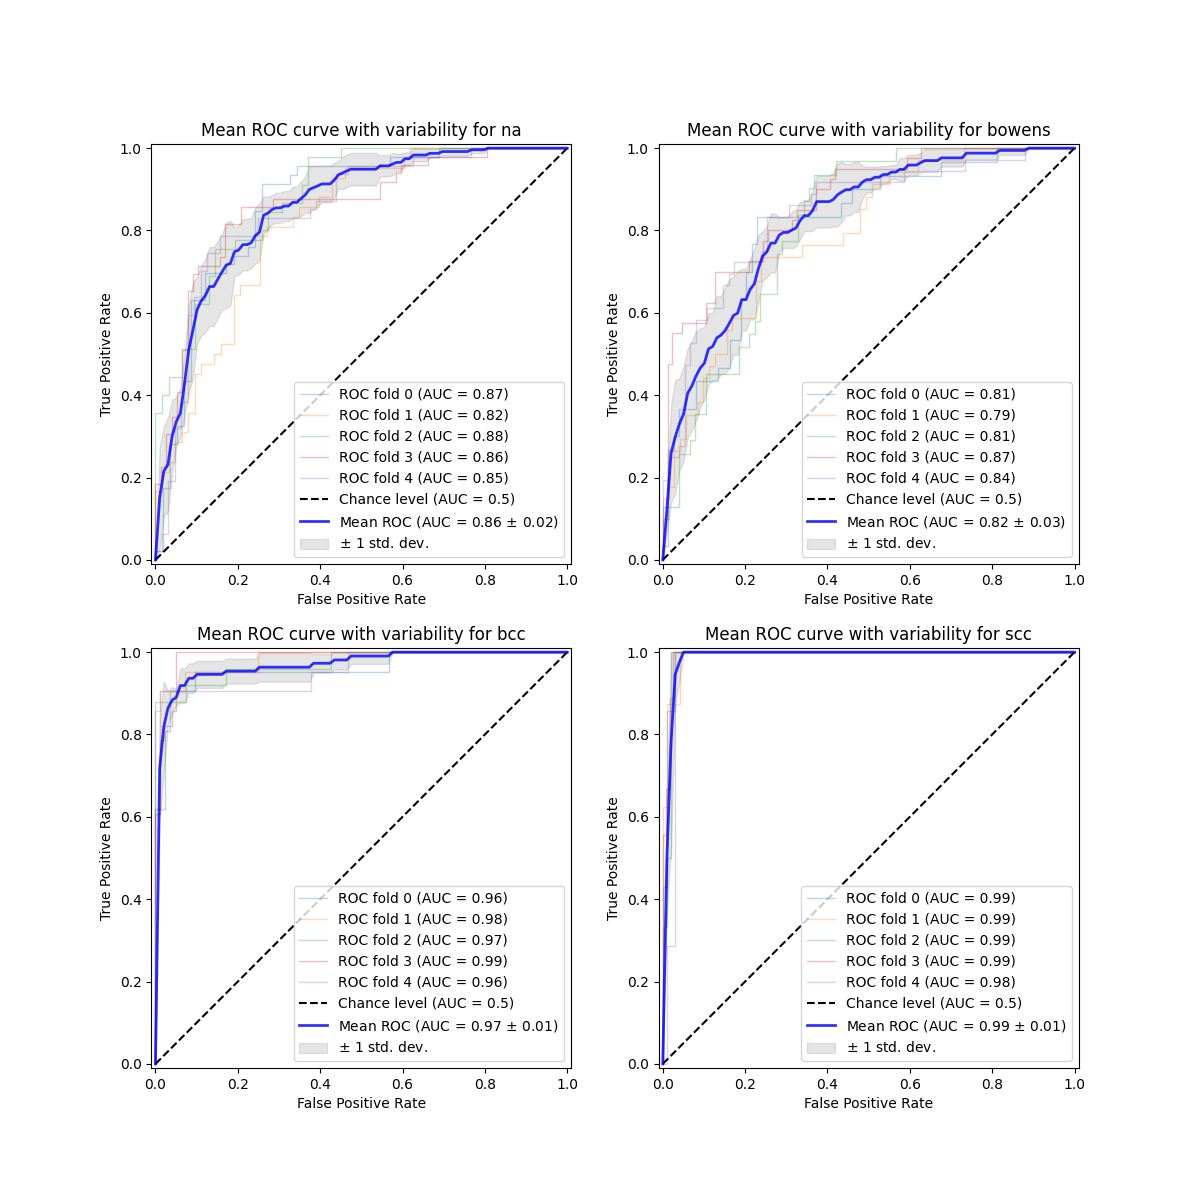 Mean ROC curve with variability for na
True Positive Rate
1.0
0.8
0.6
0.4
0.2
0.0
ROC fold 0 (AUC = 0.87)
ROC fold 1 (AUC = 0.82)
ROC fold 2 (AUC = 0.88)
ROC fold 3 (AUC = 0.86)
ROC fold 4 (AUC = 0.85)
Chance level (AUC = 0.5)
Mean ROC (AUC = 0.86 ± 0.02)
± 1 std. dev.
0.0 0.2 0.4 0.6 0.8 1.0
False Positive Rate
Mean ROC curve with variability for bowens
True Positive Rate
1.0
0.8
0.6
0.4
0.2
0.0
ROC fold 0 (AUC = 0.81)
ROC fold 1 (AUC = 0.79)
ROC fold 2 (AUC = 0.81)
ROC fold 3 (AUC = 0.87)
ROC fold 4 (AUC = 0.84)
Chance level (AUC = 0.5)
Mean ROC (AUC = 0.82 ± 0.03)
± 1 std. dev.
0.0 0.2 0.4 0.6 0.8 1.0
False Positive Rate
Mean ROC curve with variability for bcc
True Positive Rate
1.0
0.8
0.6
0.4
0.2
0.0
ROC fold 0 (AUC = 0.96)
ROC fold 1 (AUC = 0.98)
ROC fold 2 (AUC = 0.97)
ROC fold 3 (AUC = 0.99)
ROC fold 4 (AUC = 0.96)
Chance level (AUC = 0.5)
Mean ROC (AUC = 0.97 ± 0.01)
± 1 std. dev.
0.0 0.2 0.4 0.6 0.8 1.0
False Positive Rate
Mean ROC curve with variability for scc
True Positive Rate
1.0
0.8
0.6
0.4
0.2
0.0
ROC fold 0 (AUC = 0.99)
ROC fold 1 (AUC = 0.99)
ROC fold 2 (AUC = 0.99)
ROC fold 3 (AUC = 0.99)
ROC fold 4 (AUC = 0.98)
Chance level (AUC = 0.5)
Mean ROC (AUC = 0.99 ± 0.01)
± 1 std. dev.
0.0 0.2 0.4 0.6 0.8 1.0
False Positive Rate